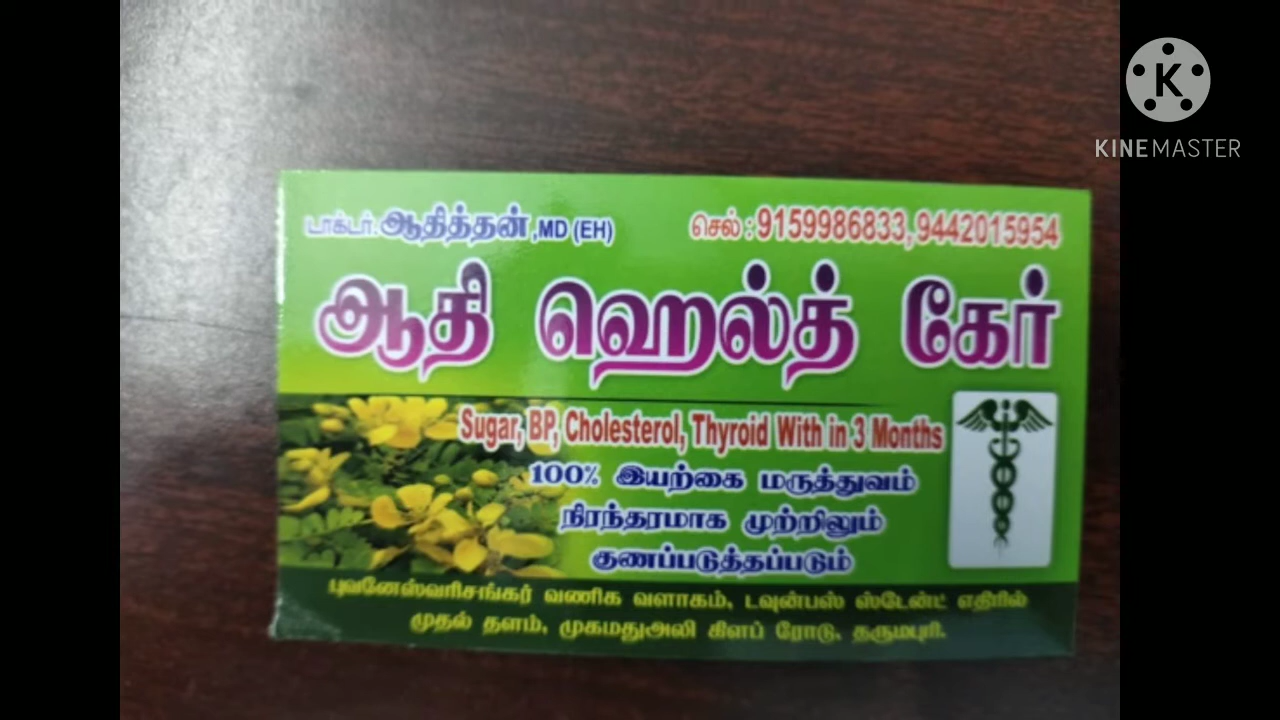 டாக்டர். ஆதித்தன்,MD (EH) செல் : 9159986833, 9442015954
ஆதி ஹெல்த் கேர்
Sugar, BP, Cholesterol, Thyroid With in 3 Months
100% இயற்கை மருத்துவம்
நிரந்தரமாக முற்றிலும்
குணப்படுத்தப்படும்
புவனேஸ்வரிசங்கர் வணிக வளாகம், டவுன்பஸ் ஸ்டேன்ட் எதிரில்
முதல் தளம், முகமதுஅலி கிளப் ரோடு, தருமபுரி.
K
KINEMASTER